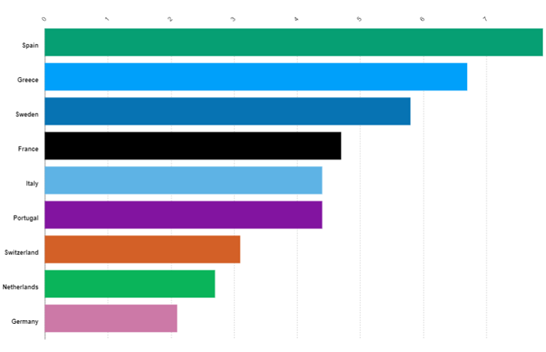 0 1 2 3 4 5 6 7
Spain
Greece
Sweden
France
Italy
Portugal
Switzerland
Netherlands
Germany